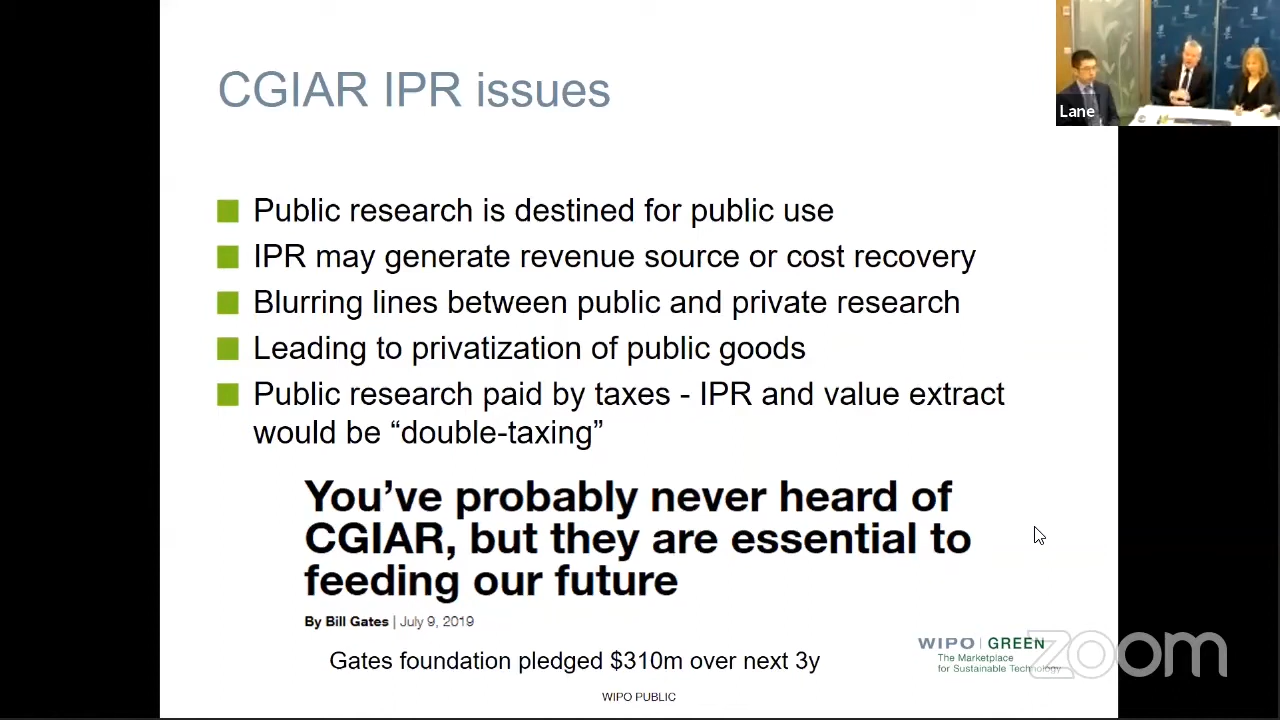 CGIAR IPR issues
Lane
Public research is destined for public use
IPR may generate revenue source or cost recovery
Blurring lines between public and private research
Leading to privatization of public goods
Public research paid by taxes - IPR and value extract
would be “double-taxing”
You’ve probably never heard of
CGIAR, but they are essential to
feeding our future
By Bill Gates | July 9, 2019
Gates foundation pledged $310m over next 3y
WIPO | GREEN
The Marketplace
for Sustainable Technology
zoom
WIPO PUBLIC